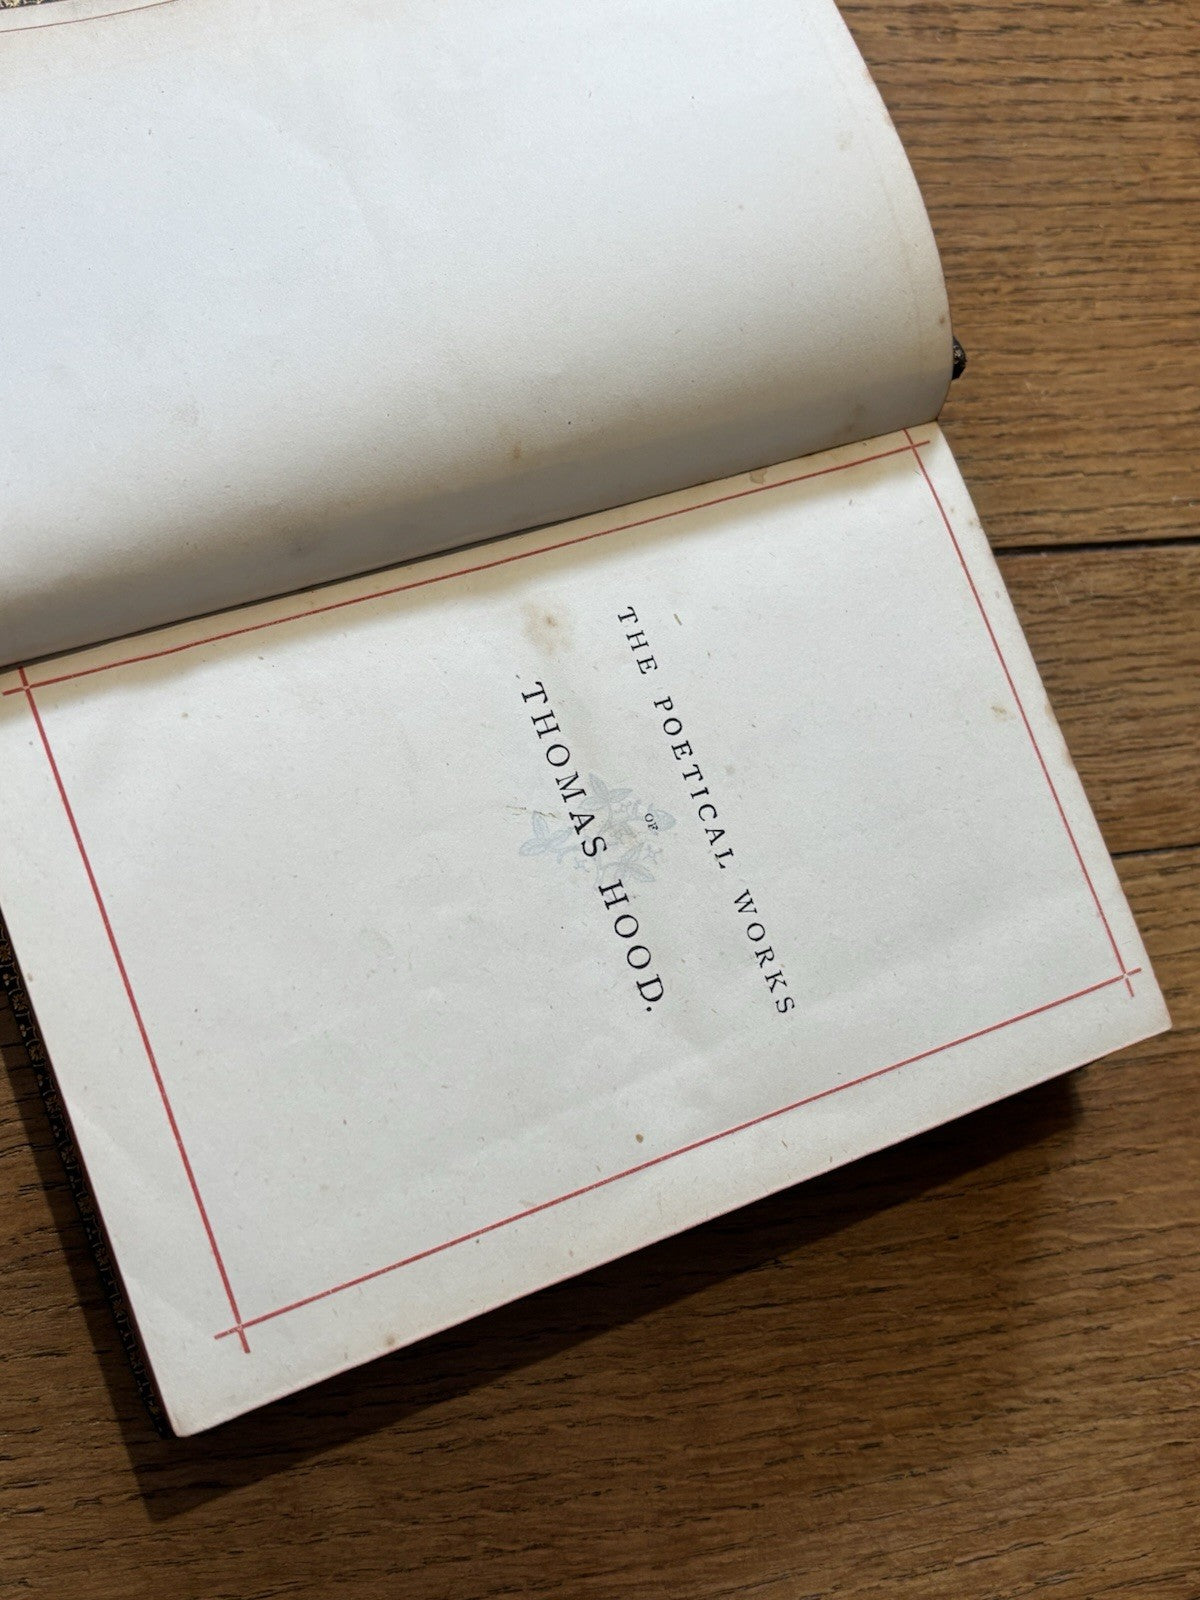 THE POETICAL WORKS
OF
THOMAS HOOD.